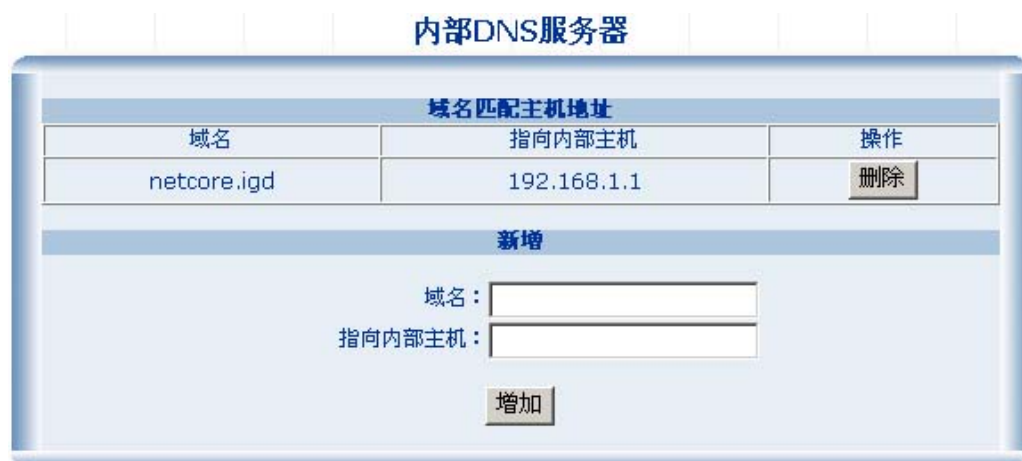 内部DNS服务器
域名匹配主机地址
域名 指向内部主机 操作
netcore.igd 192.168.1.1 删除
新增
域名：
指向内部主机：
增加